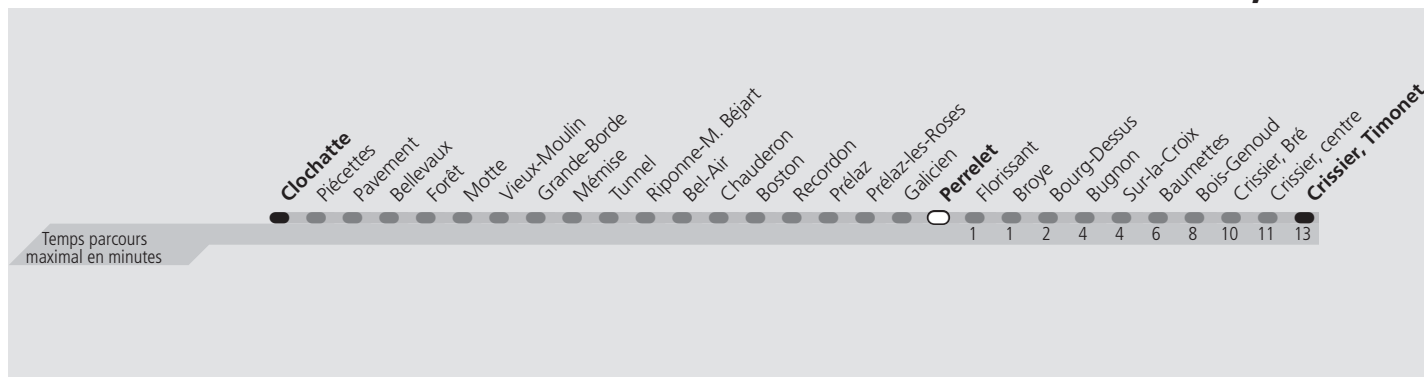 Clochatte
Piécettes
Pavement
Bellevaux
Forêt
Motte
Vieux-Moulin
Grande-Borde
Mémise
Tunnel
Riponne-M. Béjart
Bel-Air
Chauderon
Boston
Recordon
Prélaz
Prélaz-les-Roses
Galicien
Perrelet
Florissant
Broye
Bourg-Dessus
Bugnon
Sur-la-Croix
Baumettes
Bois-Genoud
Crissier, Bré
Crissier, centre
Crissier, Timonet
Temps parcours
maximal en minutes
1 1 2 4 4 6 8 10 11 13